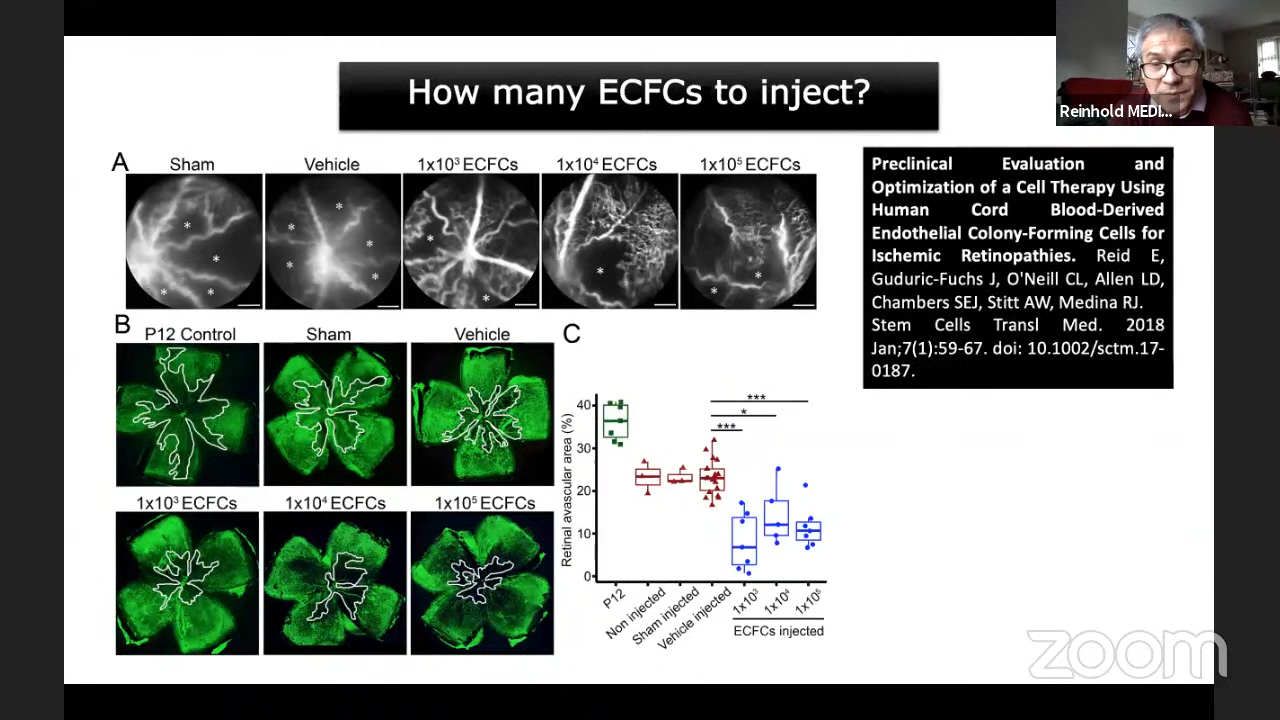 How many ECFCs to inject?
Reinhold MEDI...
A
Sham
Vehicle
1x10³ ECFCs
1x10⁴ ECFCs
1x10⁵ ECFCs
* * * *
* * * * *
* *
*
* *
Preclinical Evaluation and
Optimization of a Cell Therapy Using
Human Cord Blood-Derived
Endothelial Colony-Forming Cells for
Ischemic Retinopathies. Reid E,
Guduric-Fuchs J, O'Neill CL, Allen LD,
Chambers SEJ, Stitt AW, Medina RJ.
Stem Cells Transl Med. 2018
Jan;7(1):59-67. doi: 10.1002/sctm.17-
0187.
B
P12 Control
Sham
Vehicle
1x10³ ECFCs
1x10⁴ ECFCs
1x10⁵ ECFCs
C
Retinal avascular area (%)
40
30
20
10
0
***
*
***
P12
Non injected
Sham injected
Vehicle injected
1x10³
1x10⁴
1x10⁵
ECFCs injected
zoom